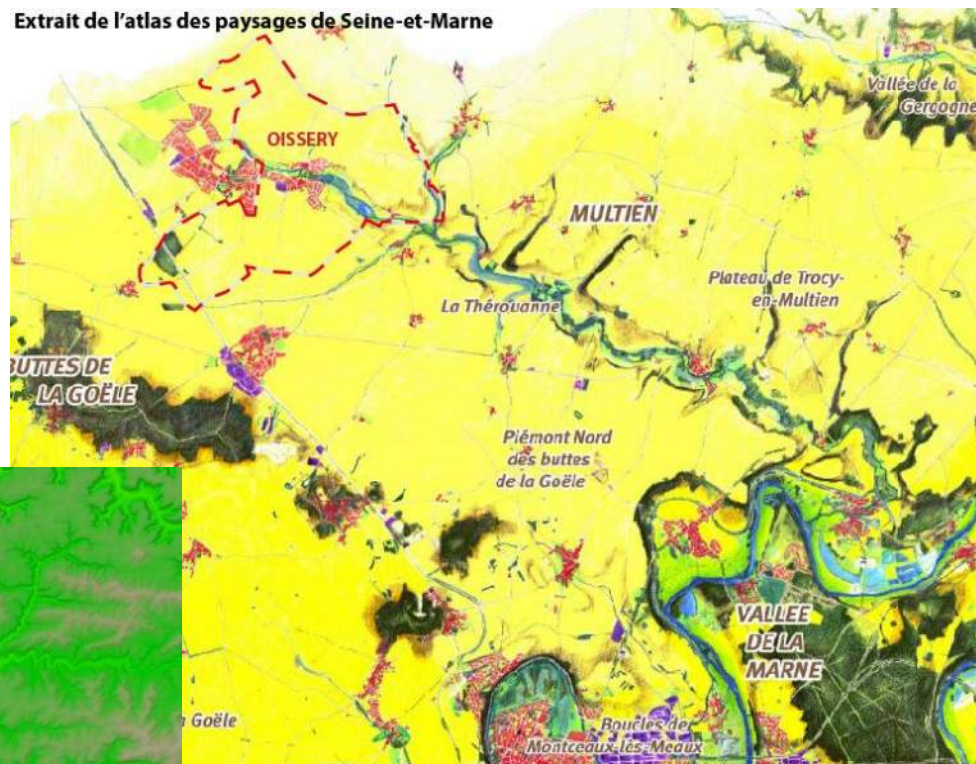 Extrait de l'atlas des paysages de Seine-et-Marne
Vallée de la
Gergogne
OISSERY
MULTIEN
La Thérouanne
Plateau de Trocy-
en-Multien
BUTTES DE
LA GOËLE
Piémont Nord
des buttes
de la Goële
VALLEE
DE LA
MARNE
Goële
Boucles de
Montceaux-lès-Meaux